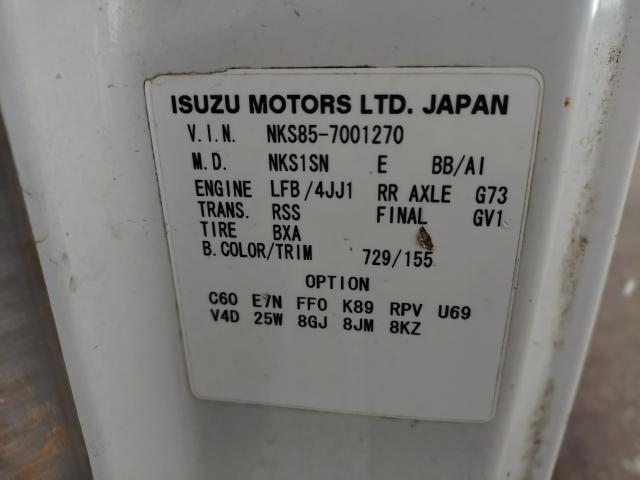 ISUZU MOTORS LTD. JAPAN
V.I.N. NKS85-7001270
M.D. NKS1SN E BB/AI
ENGINE LFB/4JJ1 RR AXLE G73
TRANS. RSS FINAL GV1
TIRE BXA
B.COLOR/TRIM 729/155
OPTION
C60 E7N FF0 K89 RPV U69
V4D 25W 8GJ 8JM 8KZ